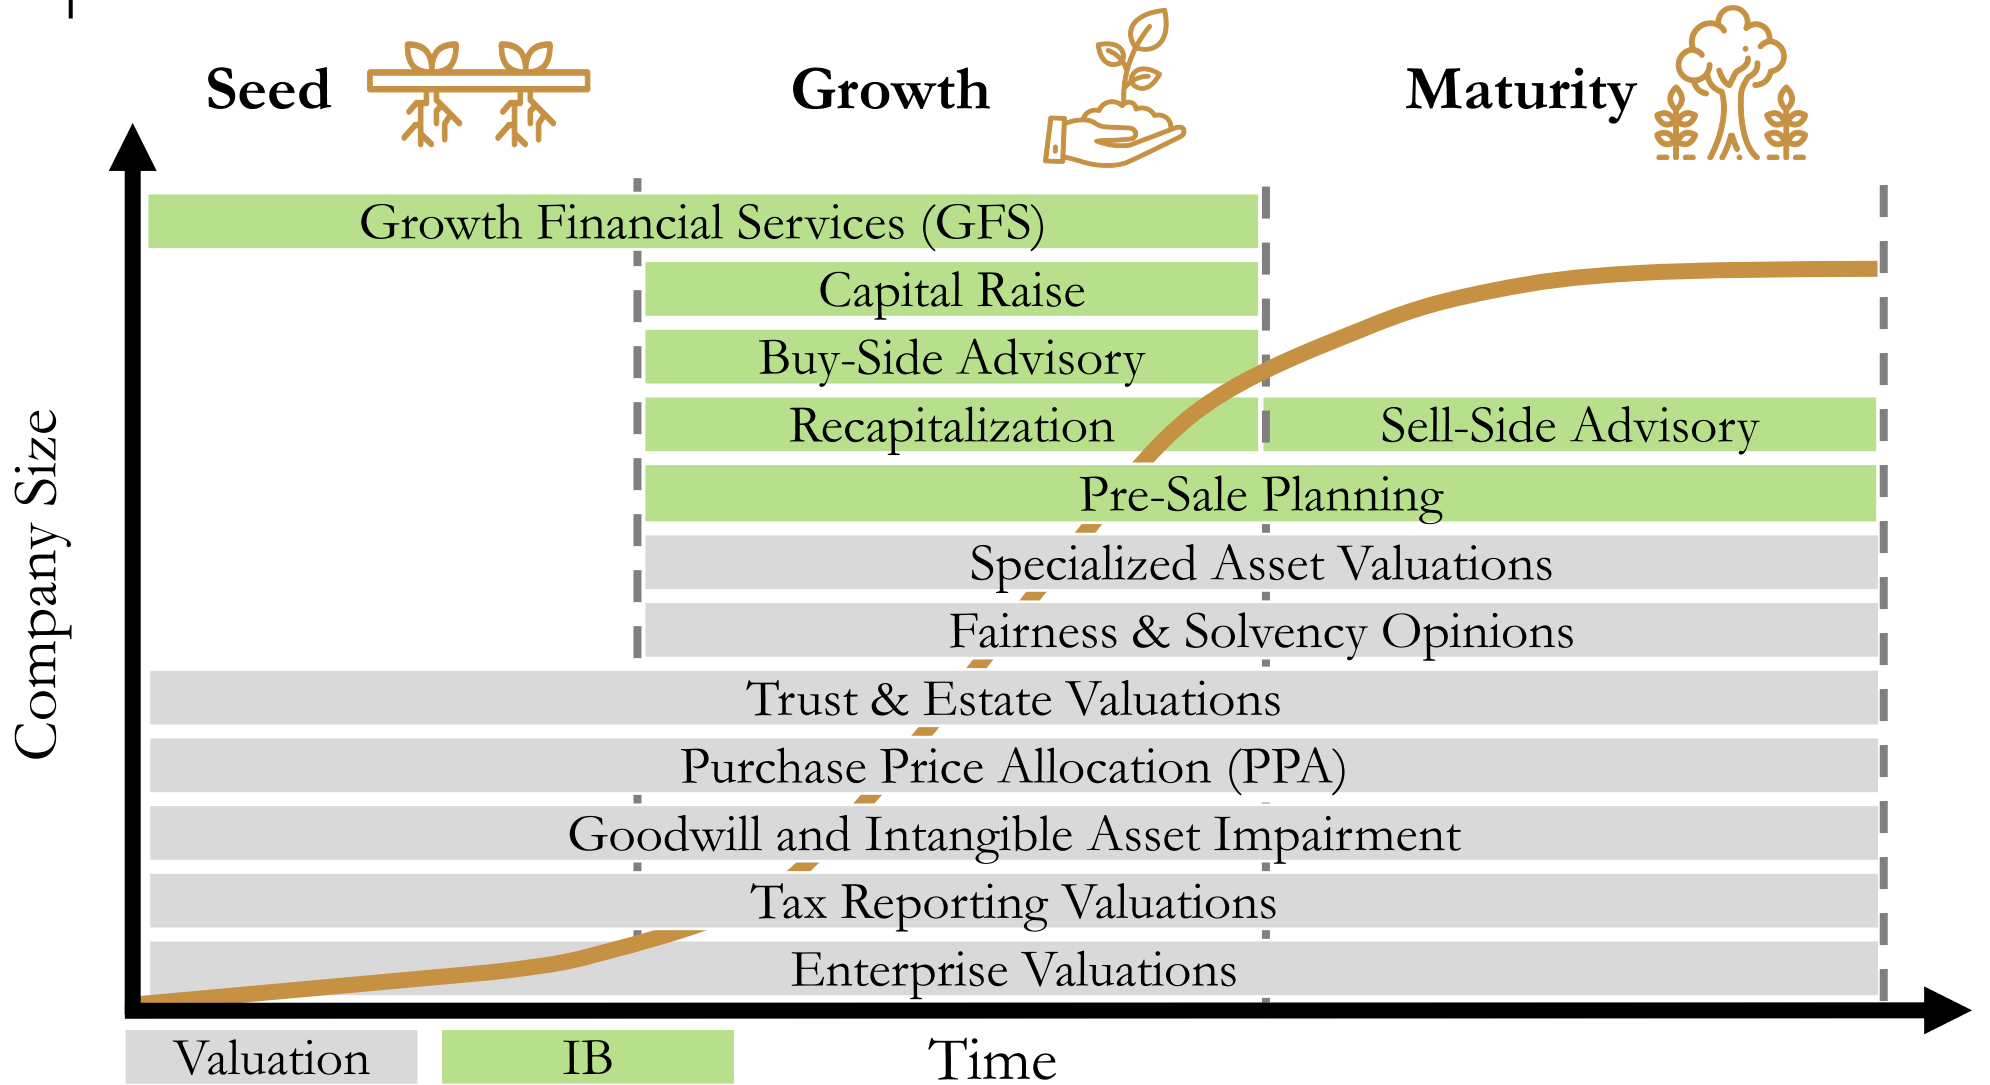 Seed
Growth
Maturity
Growth Financial Services (GFS)
Capital Raise
Buy-Side Advisory
Recapitalization
Sell-Side Advisory
Pre-Sale Planning
Specialized Asset Valuations
Fairness & Solvency Opinions
Trust & Estate Valuations
Purchase Price Allocation (PPA)
Goodwill and Intangible Asset Impairment
Tax Reporting Valuations
Enterprise Valuations
Company Size
Valuation
IB
Time